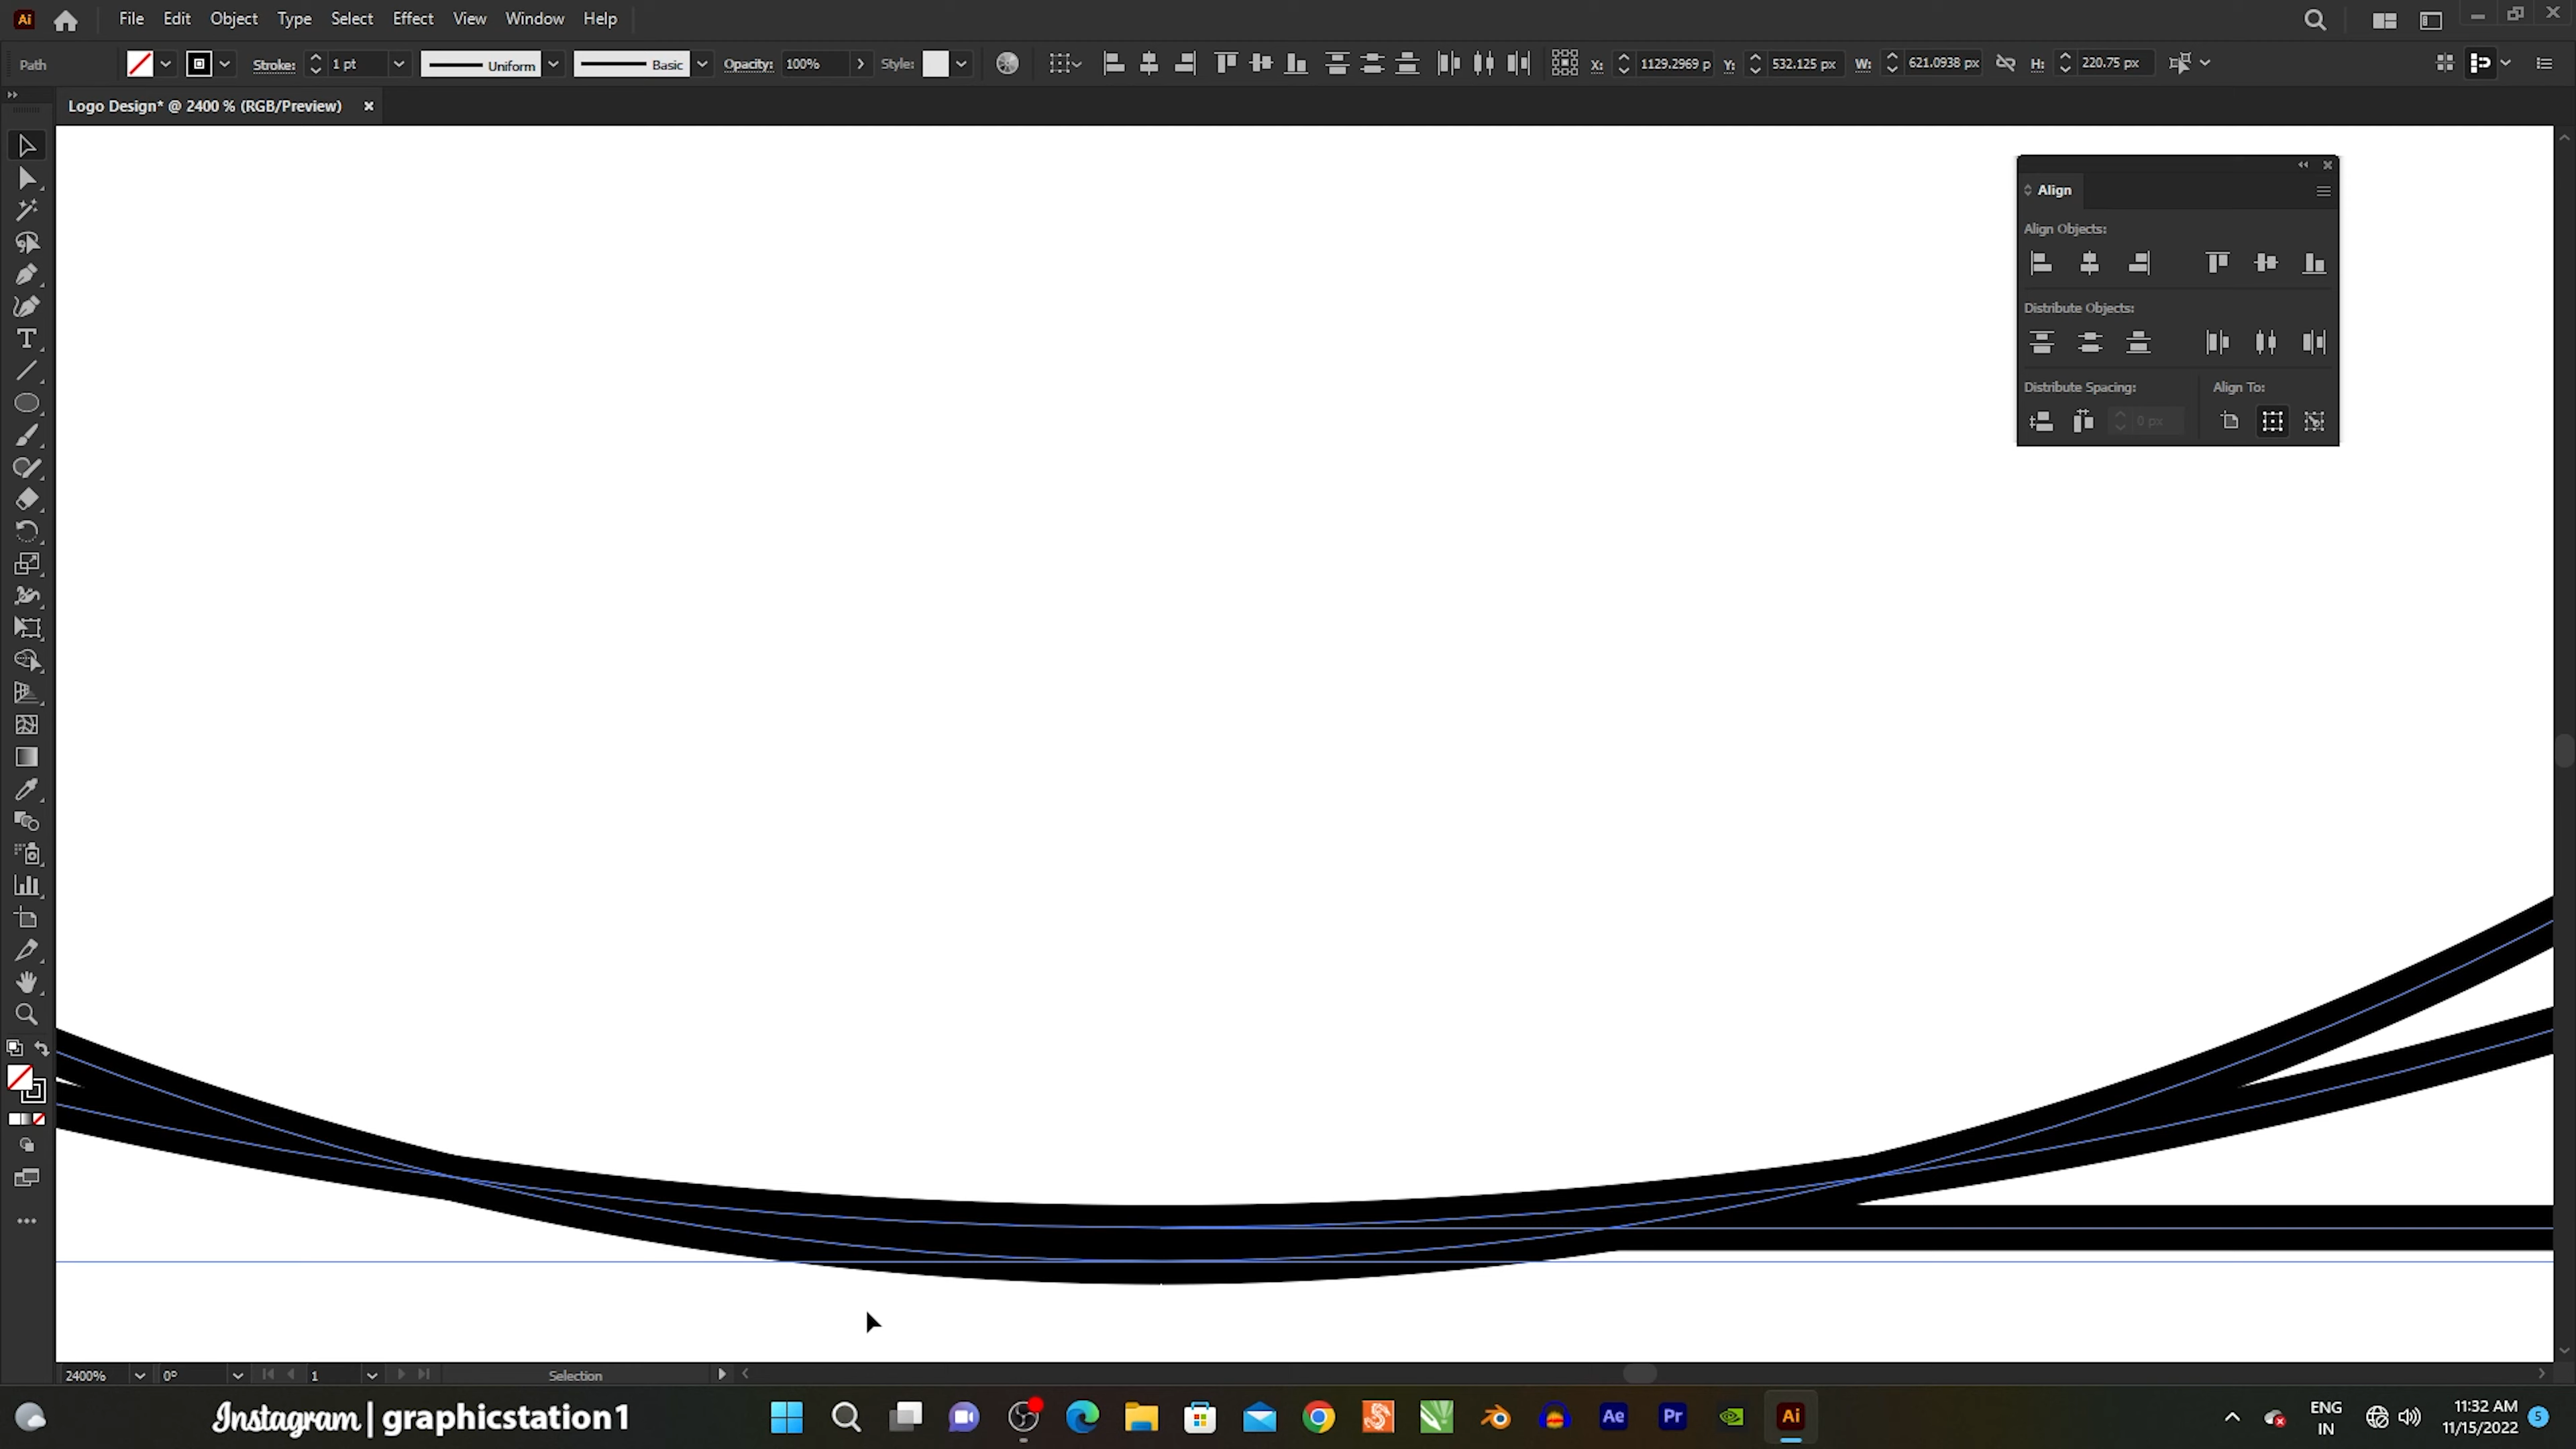 Ai File Edit Object Type Select Effect View Window Help
Path Stroke: 1 pt Uniform Basic Opacity: 100% Style: X: 1129.2969 p Y: 532.125 px W: 621.0938 px H: 220.75 px
Logo Design* @ 2400 % (RGB/Preview) ×
Align
Align Objects:
Distribute Objects:
Distribute Spacing: Align To:
0 px
2400% 0° 1 Selection
Instagram | graphicstation1
Ae Pr Ai
ENG
IN
11:32 AM
11/15/2022
5